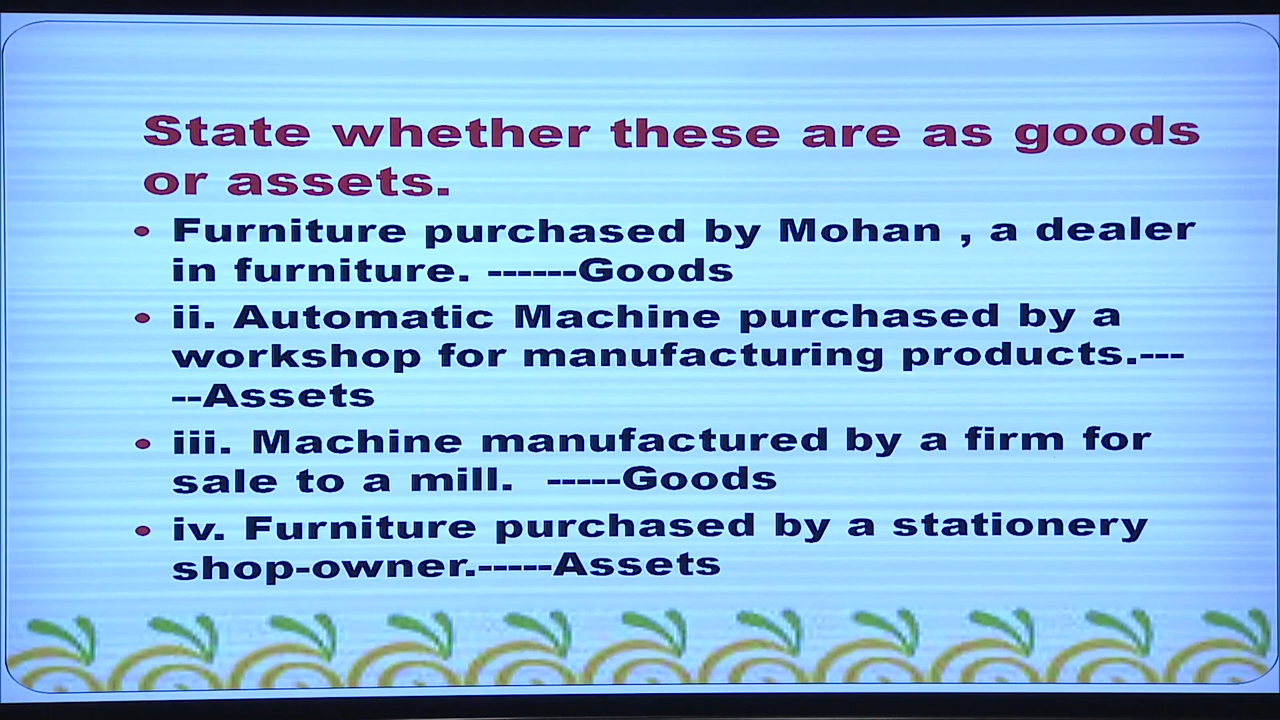 State whether these are as goods
or assets.
• Furniture purchased by Mohan , a dealer
in furniture. ------Goods
• ii. Automatic Machine purchased by a
workshop for manufacturing products.---
--Assets
• iii. Machine manufactured by a firm for
sale to a mill. -----Goods
• iv. Furniture purchased by a stationery
shop-owner.-----Assets